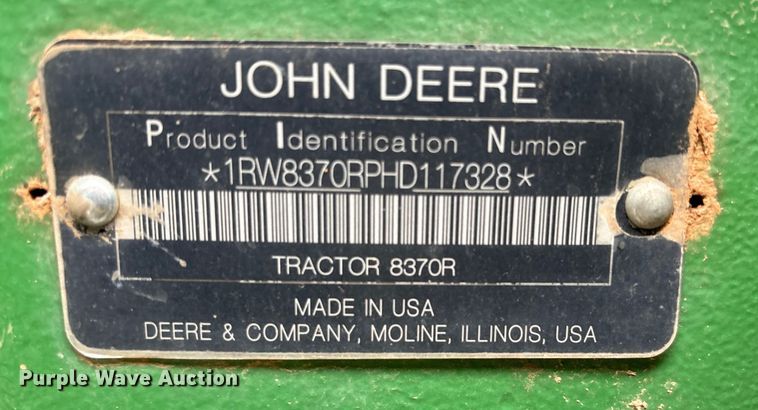 JOHN DEERE
Product Identification Number
*1RW8370RPHD117328*
TRACTOR 8370R
MADE IN USA
DEERE & COMPANY, MOLINE, ILLINOIS, USA
Purple Wave Auction